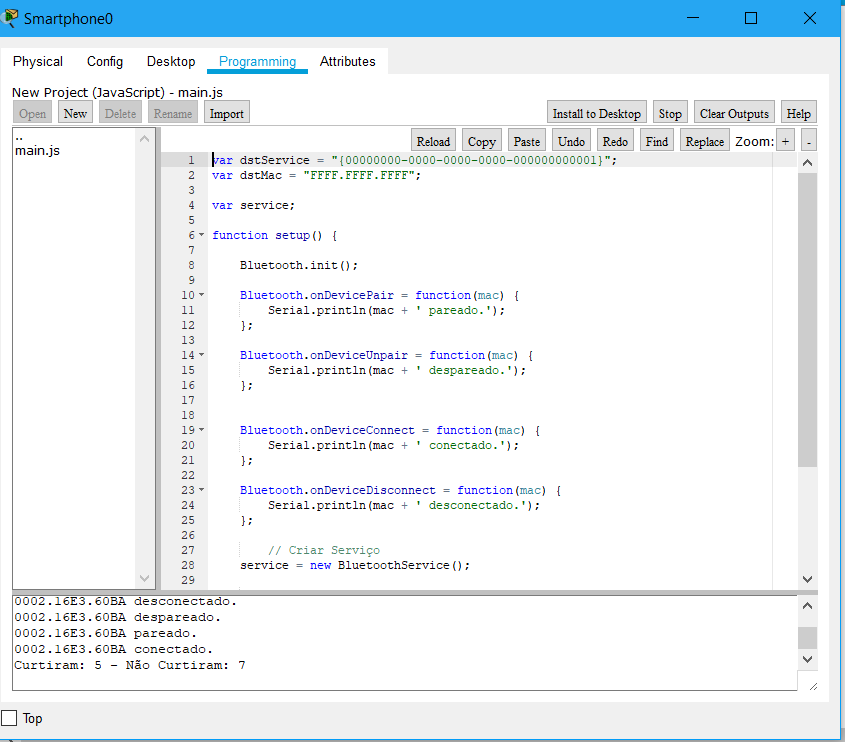 Smartphone0
Physical Config Desktop Programming Attributes
New Project (JavaScript) - main.js
Open New Delete Rename Import Install to Desktop Stop Clear Outputs Help
..
main.js
Reload Copy Paste Undo Redo Find Replace Zoom: + -
1 var dstService = "{00000000-0000-0000-0000-000000000001}";
2 var dstMac = "FFFF.FFFF.FFFF";
3
4 var service;
5
6 function setup() {
7
8 Bluetooth.init();
9
10 Bluetooth.onDevicePair = function(mac) {
11 Serial.println(mac + ' pareado.');
12 };
13
14 Bluetooth.onDeviceUnpair = function(mac) {
15 Serial.println(mac + ' despareado.');
16 };
17
18
19 Bluetooth.onDeviceConnect = function(mac) {
20 Serial.println(mac + ' conectado.');
21 };
22
23 Bluetooth.onDeviceDisconnect = function(mac) {
24 Serial.println(mac + ' desconectado.');
25 };
26
27 // Criar Serviço
28 service = new BluetoothService();
29
0002.16E3.60BA desconectado.
0002.16E3.60BA despareado.
0002.16E3.60BA pareado.
0002.16E3.60BA conectado.
Curtiram: 5 - Não Curtiram: 7
Top